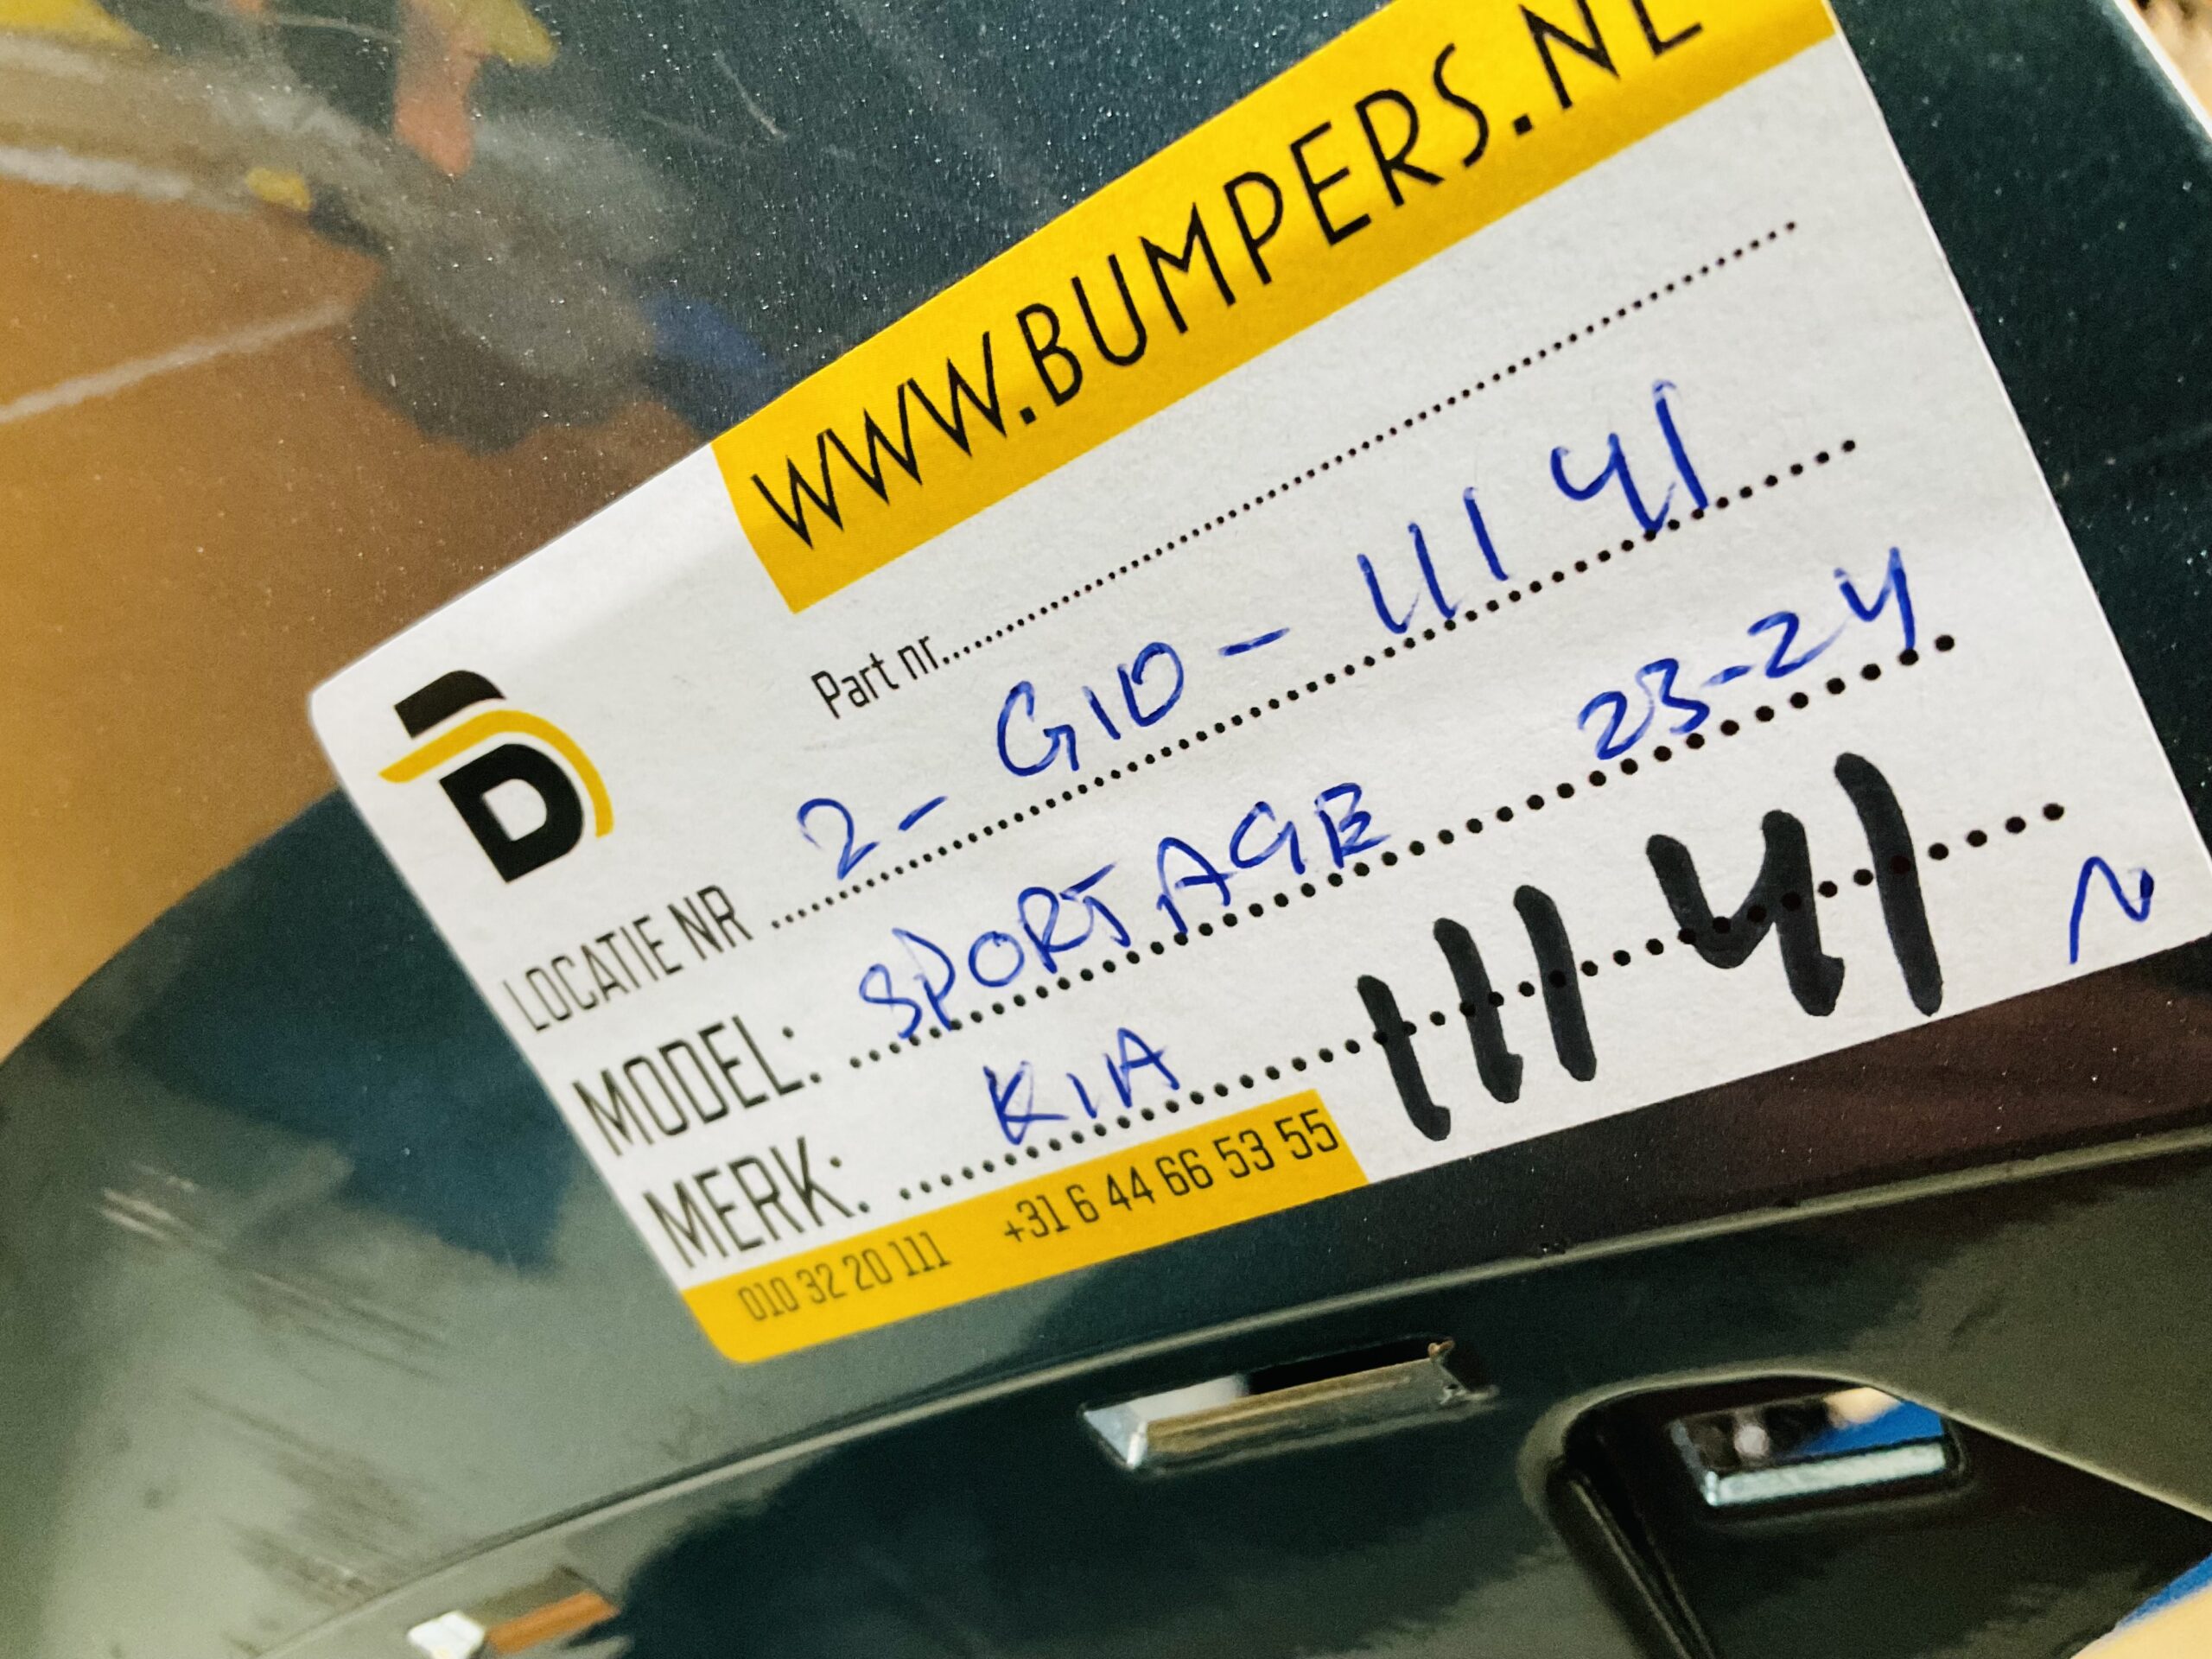 WWW.BUMPERS.NL
Part nr.
LOCATIE NR 2- G10 - 11141
MODEL: SPORTAGE 23-24
MERK: KIA 11141
N
010 32 20 111 +31 6 44 66 53 55